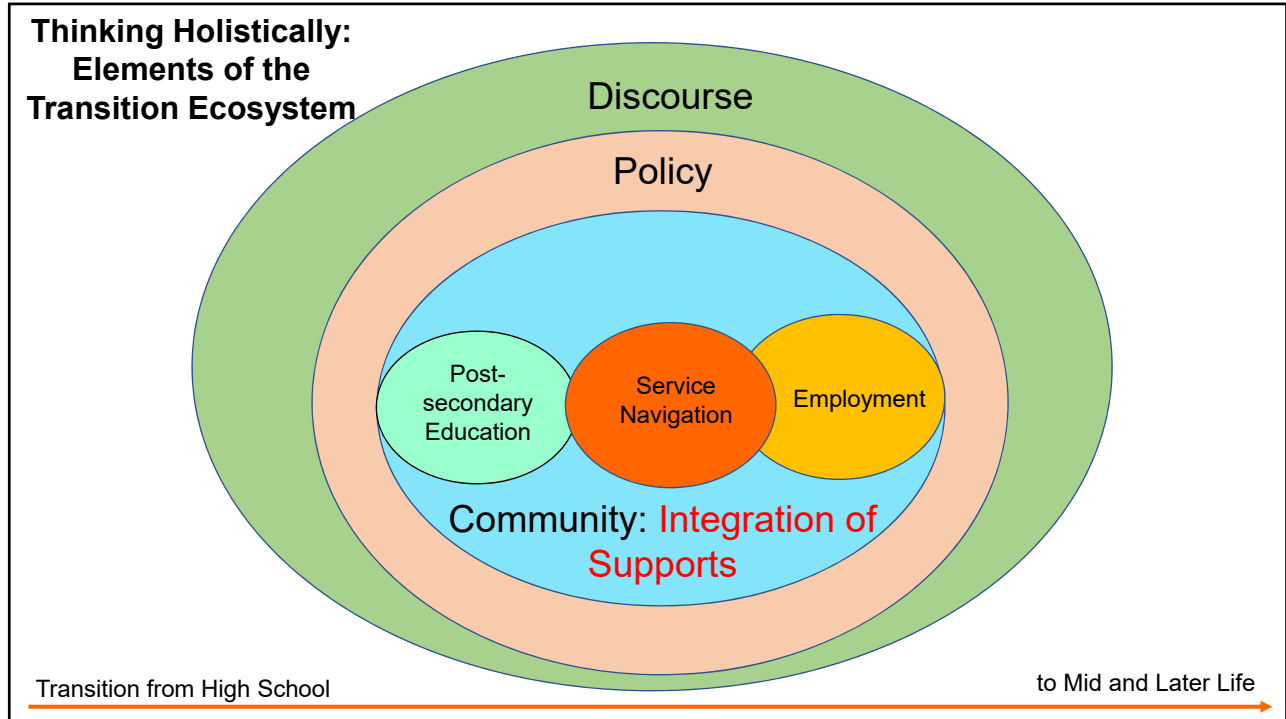 Thinking Holistically:
Elements of the
Transition Ecosystem
Discourse
Policy
Post-
secondary
Education
Service
Navigation
Employment
Community: Integration of
Supports
Transition from High School
to Mid and Later Life